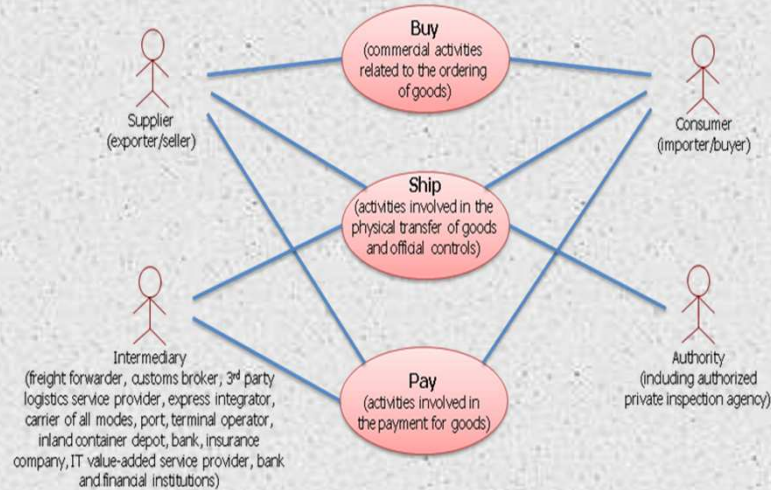 Buy
(commercial activities
related to the ordering
of goods)
Supplier
(exporter/seller)
Consumer
(importer/buyer)
Ship
(activities involved in the
physical transfer of goods
and official controls)
Intermediary
(freight forwarder, customs broker, 3rd party
logistics service provider, express integrator,
carrier of all modes, port, terminal operator,
inland container depot, bank, insurance
company, IT value-added service provider, bank
and financial institutions)
Pay
(activities involved in
the payment for goods)
Authority
(including authorized
private inspection agency)